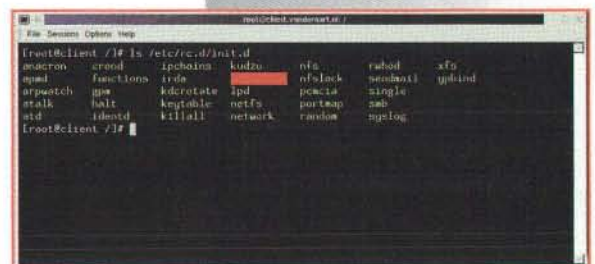 File Sessions Options Help
[root@client /]# ls /etc/rc.d/init.d
anacron crond ipchains kudzu nfs rwhod xfs
apmd functions irda nfslock sendmail ypbind
arpwatch gpm kdcrotate lpd pcmcia single
atalk halt keytable netfs portmap smb
atd identd killall network random syslog
[root@client /]#